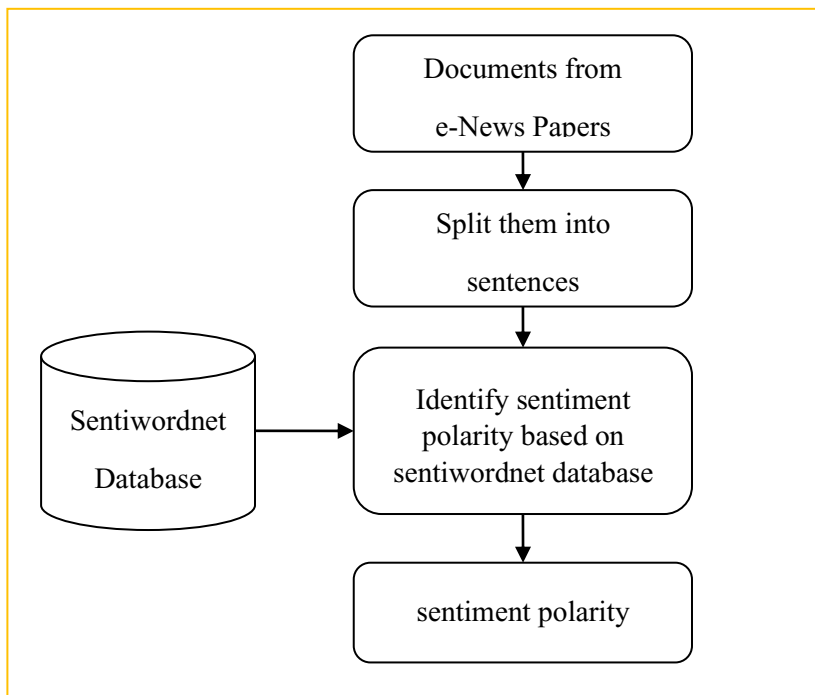 Documents from
e-News Papers
Split them into
sentences
Sentiwordnet
Database
Identify sentiment
polarity based on
sentiwordnet database
sentiment polarity